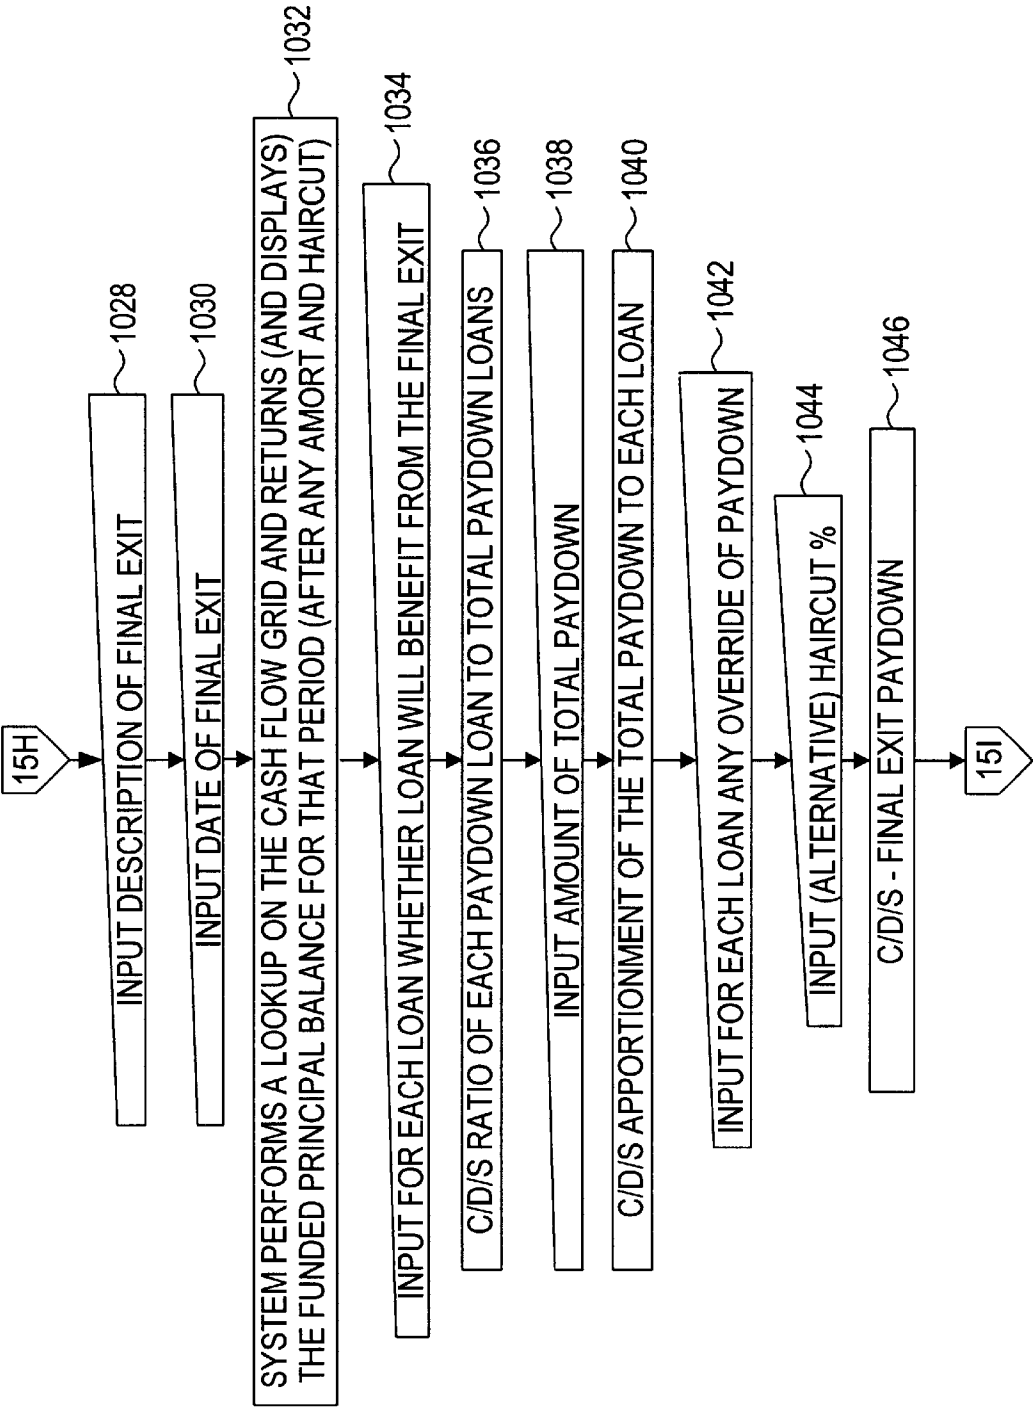 15H
INPUT DESCRIPTION OF FINAL EXIT
1028
INPUT DATE OF FINAL EXIT
1030
SYSTEM PERFORMS A LOOKUP ON THE CASH FLOW GRID AND RETURNS (AND DISPLAYS)
THE FUNDED PRINCIPAL BALANCE FOR THAT PERIOD (AFTER ANY AMORT AND HAIRCUT)
1032
INPUT FOR EACH LOAN WHETHER LOAN WILL BENEFIT FROM THE FINAL EXIT
1034
C/D/S RATIO OF EACH PAYDOWN LOAN TO TOTAL PAYDOWN LOANS
1036
INPUT AMOUNT OF TOTAL PAYDOWN
1038
C/D/S APPORTIONMENT OF THE TOTAL PAYDOWN TO EACH LOAN
1040
INPUT FOR EACH LOAN ANY OVERRIDE OF PAYDOWN
1042
INPUT (ALTERNATIVE) HAIRCUT %
1044
C/D/S - FINAL EXIT PAYDOWN
1046
15I